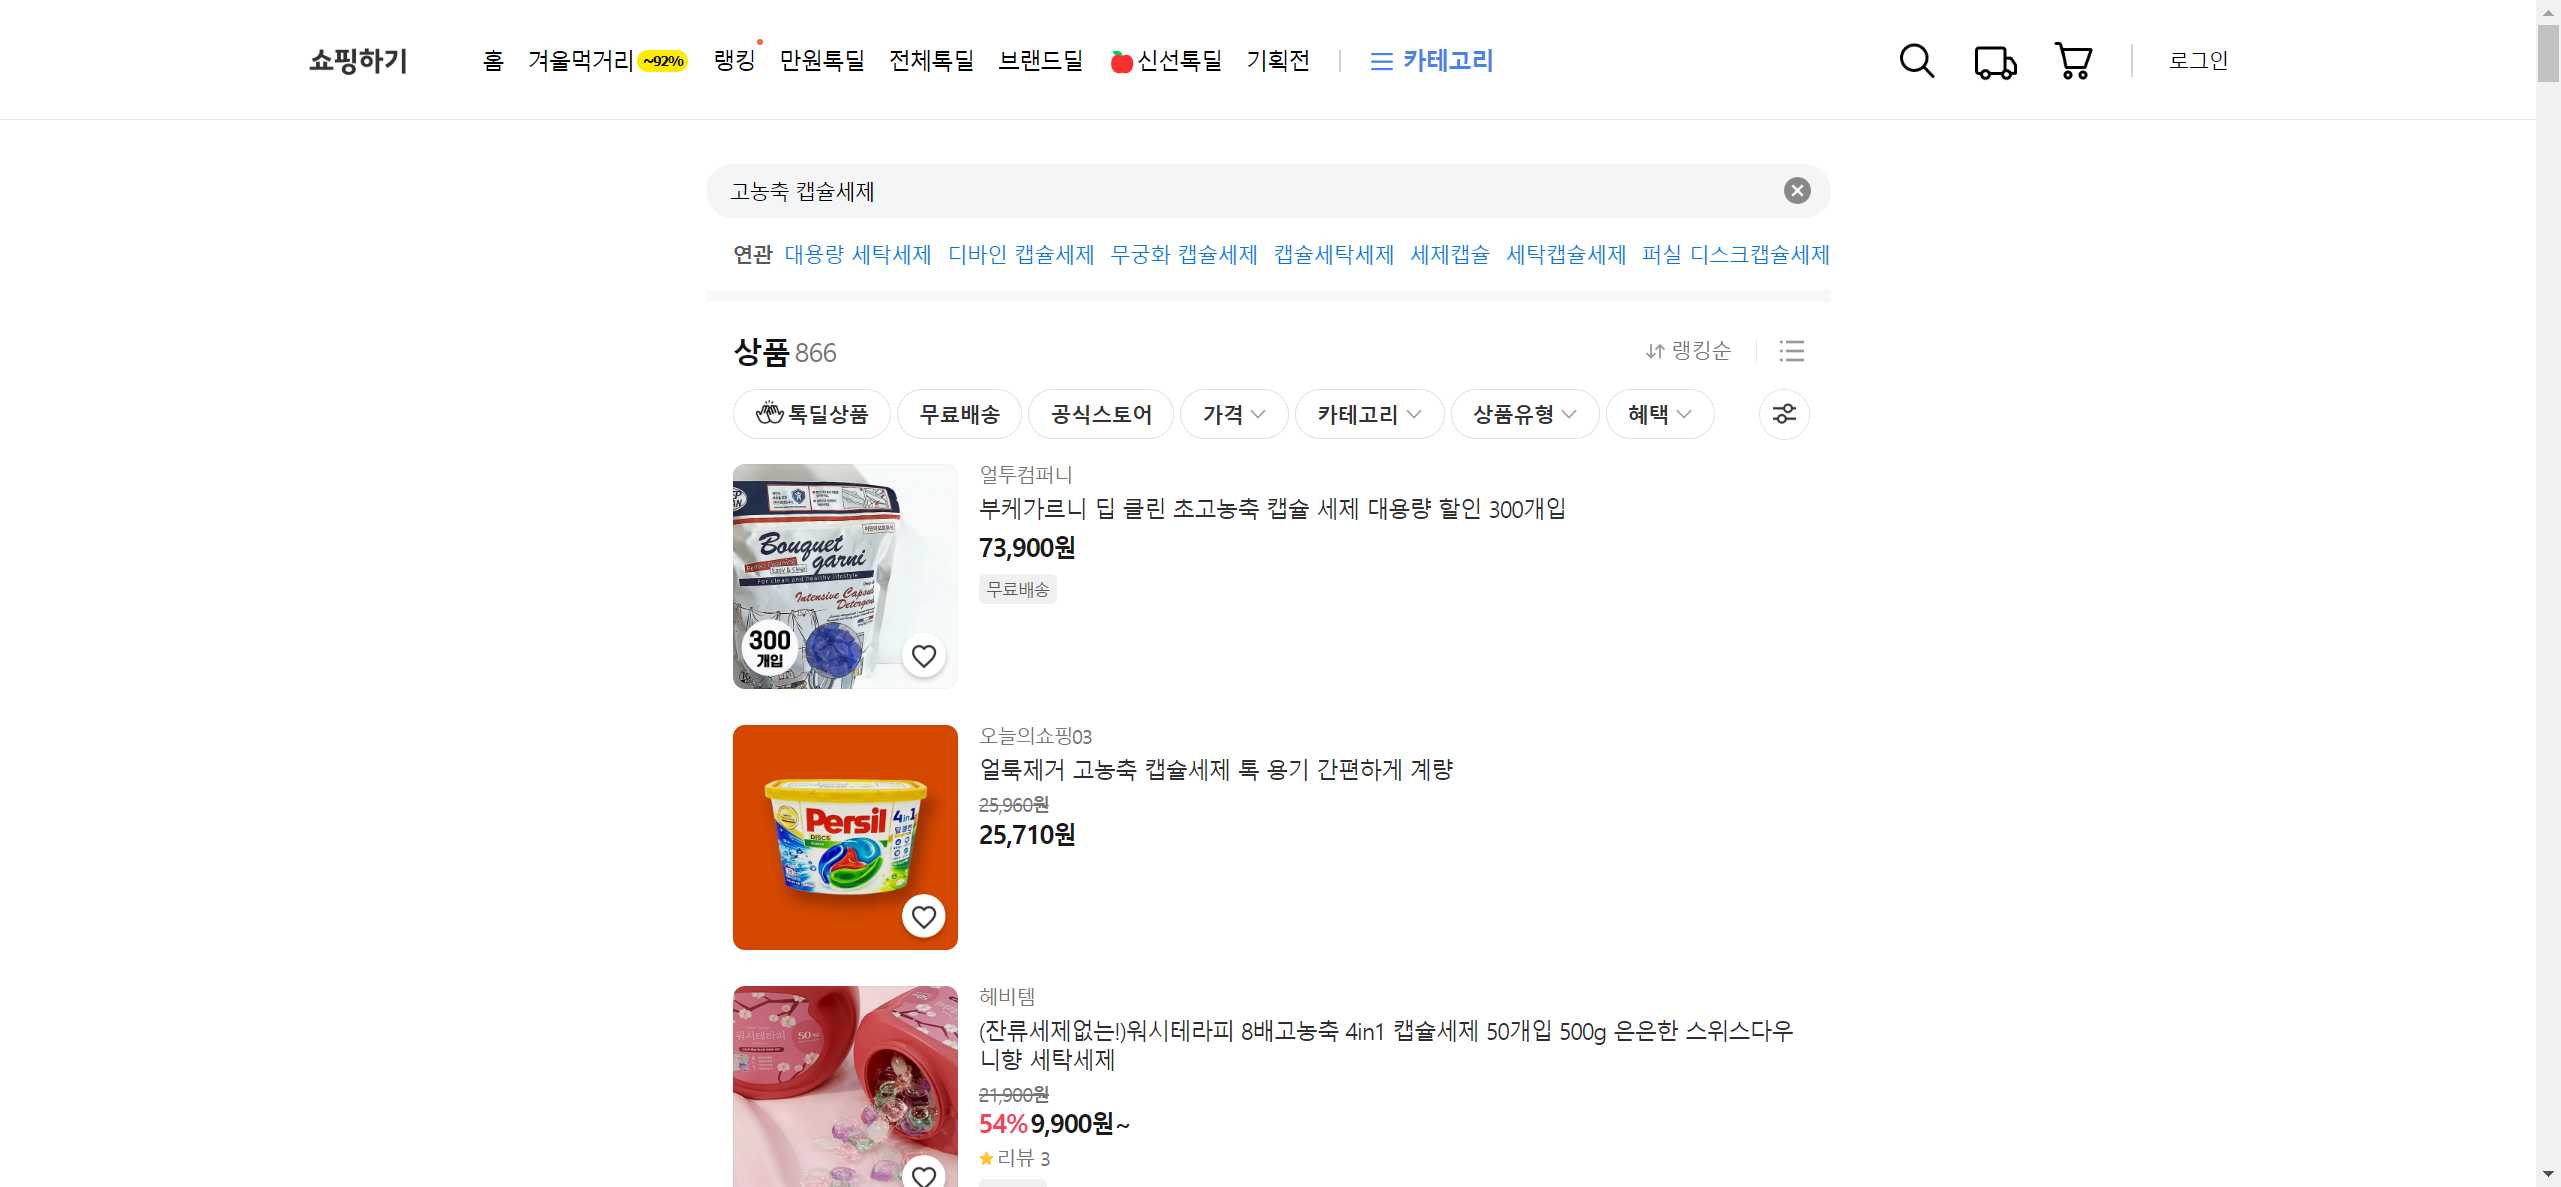 쇼핑하기 홈 겨울먹거리 ~92% 랭킹 만원톡딜 전체톡딜 브랜드딜 신선톡딜 기획전 카테고리 로그인
고농축 캡슐세제
연관 대용량 세탁세제 디바인 캡슐세제 무궁화 캡슐세제 캡슐세탁세제 세제캡슐 세탁캡슐세제 퍼실 디스크캡슐세제
상품 866 랭킹순
톡딜상품 무료배송 공식스토어 가격 카테고리 상품유형 혜택
얼투컴퍼니
부케가르니 딥 클린 초고농축 캡슐 세제 대용량 할인 300개입
73,900원
무료배송
Bouquet
garni
For clean and healthy lifestyle
Intensive Capsule
Detergent
300
개입
오늘의쇼핑03
얼룩제거 고농축 캡슐세제 톡 용기 간편하게 계량
25,960원
25,710원
Persil 4in1
DISCS
헤비템
(잔류세제없는!)워시테라피 8배고농축 4in1 캡슐세제 50개입 500g 은은한 스위스다우
니향 세탁세제
21,900원
54% 9,900원~
리뷰 3
워시테라피 50